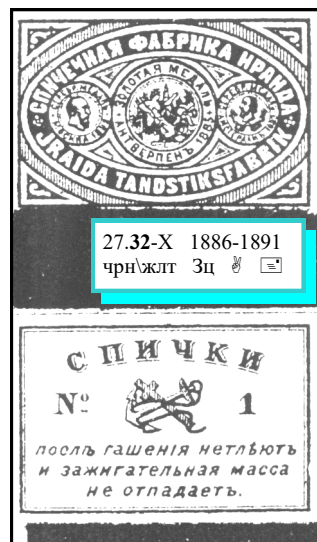 СПИЧЕЧНАЯ ФАБРИКА ИРАИДА
ЗОЛОТАЯ МЕДАЛЬ
АНТВЕРПЕНЪ 1885
JRAIDA TANDSTIKSFABRIK
27.32-X 1886-1891
чрн\жлт Зц
СПИЧКИ
№ 1
послѣ гашенія нетлѣютъ
и зажигательная масса
не отпадаетъ.